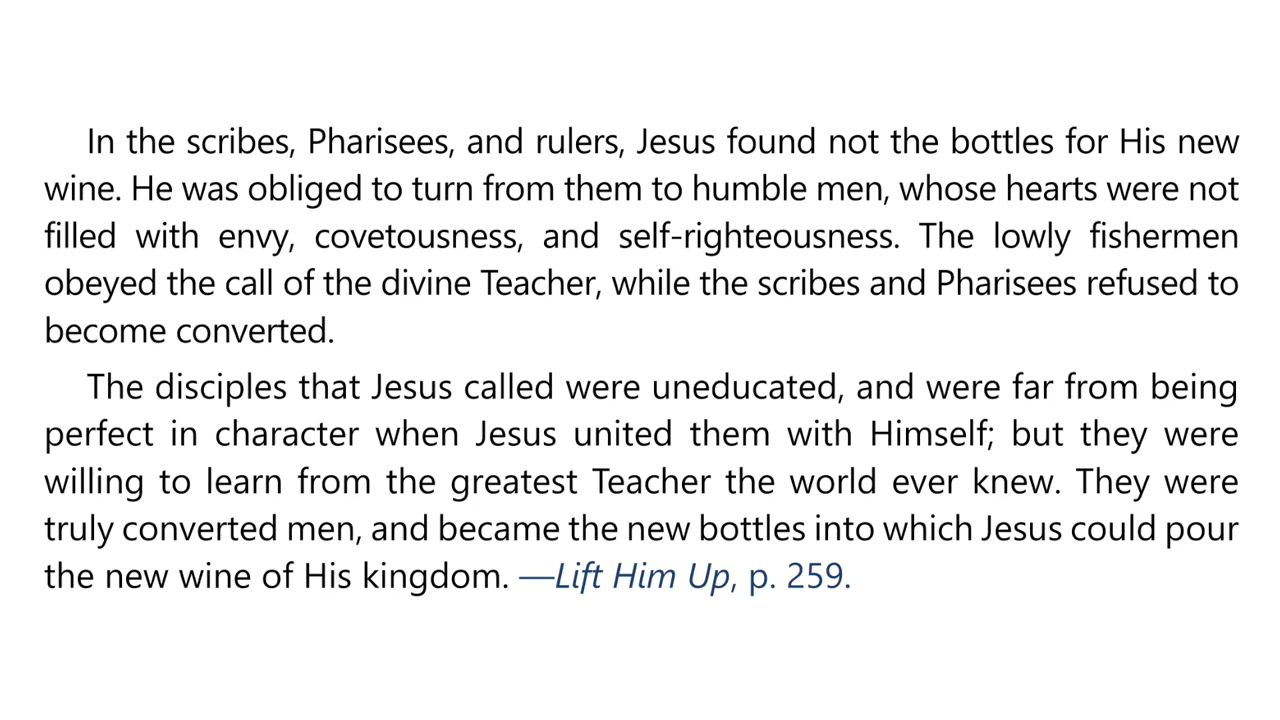 In the scribes, Pharisees, and rulers, Jesus found not the bottles for His new
wine. He was obliged to turn from them to humble men, whose hearts were not
filled with envy, covetousness, and self-righteousness. The lowly fishermen
obeyed the call of the divine Teacher, while the scribes and Pharisees refused to
become converted.
The disciples that Jesus called were uneducated, and were far from being
perfect in character when Jesus united them with Himself; but they were
willing to learn from the greatest Teacher the world ever knew. They were
truly converted men, and became the new bottles into which Jesus could pour
the new wine of His kingdom. —Lift Him Up, p. 259.